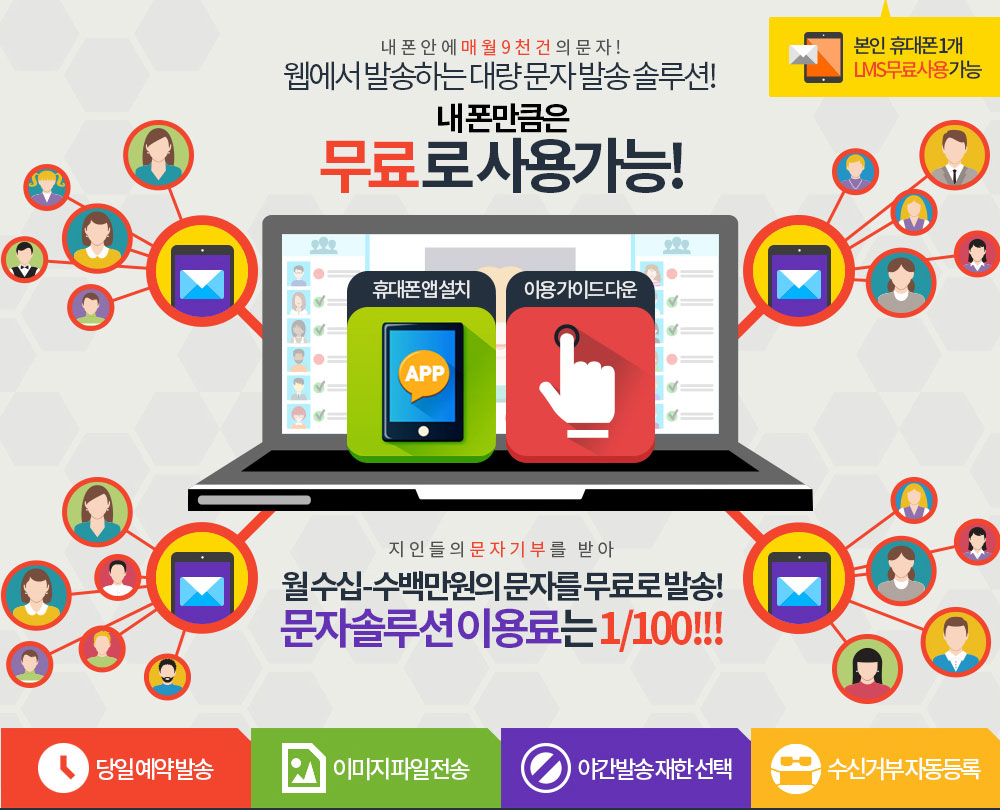 내 폰 안에 매월 9천 건의 문자!
웹에서 발송하는 대량 문자 발송 솔루션!
내 폰만큼은
무료로 사용가능!
본인 휴대폰 1개
LMS무료사용가능
휴대폰 앱 설치
이용 가이드 다운
APP
지인들의 문자기부를 받아
월 수십-수백만원의 문자를 무료로 발송!
문자솔루션 이용료는 1/100!!!
당일 예약 발송
이미지 파일 전송
야간발송 재한 선택
수신거부 자동 등록